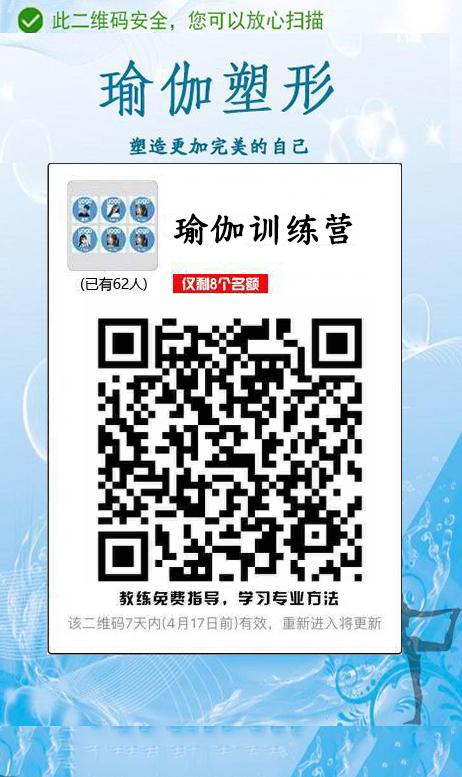 此二维码安全，您可以放心扫描
瑜伽塑形
塑造更加完美的自己
瑜伽训练营
(已有62人)
仅剩8个名额
教练免费指导，学习专业方法
该二维码7天内(4月17日前)有效，重新进入将更新